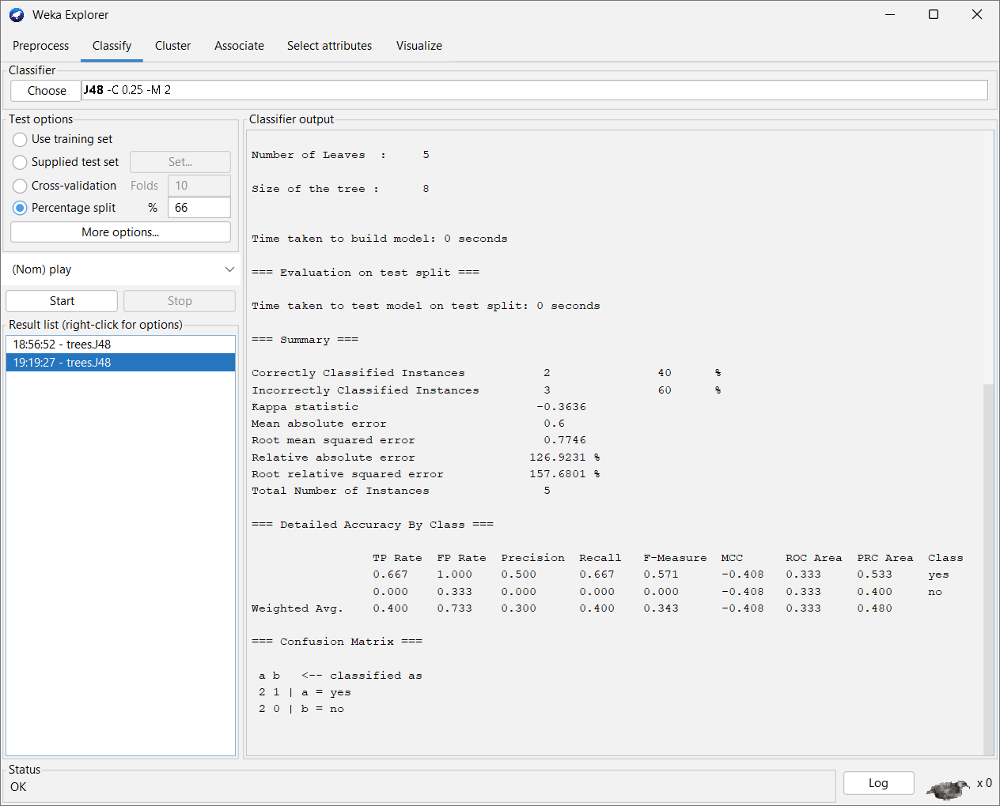 Weka Explorer
Preprocess Classify Cluster Associate Select attributes Visualize
Classifier
Choose J48 -C 0.25 -M 2
Test options
Use training set
Supplied test set Set...
Cross-validation Folds 10
Percentage split % 66
More options...
(Nom) play
Start Stop
Result list (right-click for options)
18:56:52 - trees.J48
19:19:27 - trees.J48
Classifier output
Number of Leaves : 5
Size of the tree : 8
Time taken to build model: 0 seconds
=== Evaluation on test split ===
Time taken to test model on test split: 0 seconds
=== Summary ===
Correctly Classified Instances 2 40 %
Incorrectly Classified Instances 3 60 %
Kappa statistic -0.3636
Mean absolute error 0.6
Root mean squared error 0.7746
Relative absolute error 126.9231 %
Root relative squared error 157.6801 %
Total Number of Instances 5
=== Detailed Accuracy By Class ===
TP Rate FP Rate Precision Recall F-Measure MCC ROC Area PRC Area Class
0.667 1.000 0.500 0.667 0.571 -0.408 0.333 0.533 yes
0.000 0.333 0.000 0.000 0.000 -0.408 0.333 0.400 no
Weighted Avg. 0.400 0.733 0.300 0.400 0.343 -0.408 0.333 0.480
=== Confusion Matrix ===
a b <-- classified as
2 1 | a = yes
2 0 | b = no
Status
OK
Log x 0